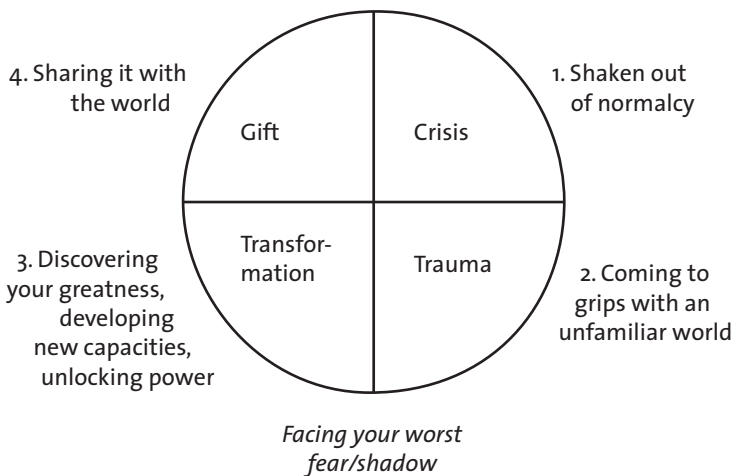 4. Sharing it with
the world
Gift
Crisis
1. Shaken out
of normalcy
3. Discovering
your greatness,
developing
new capacities,
unlocking power
Transfor-
mation
Trauma
2. Coming to
grips with an
unfamiliar world
Facing your worst
fear/shadow